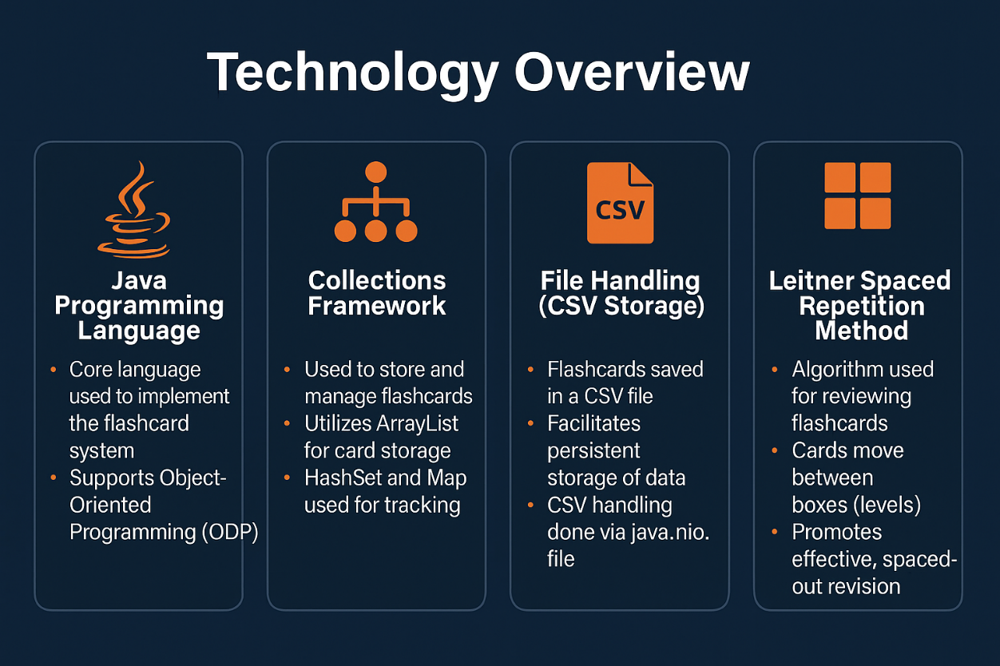 Technology Overview
Java
Programming
Language
• Core language
used to implement
the flashcard
system
• Supports Object-
Oriented
Programming (ODP)
Collections
Framework
• Used to store and
manage flashcards
• Utilizes ArrayList
for card storage
• HashSet and Map
used for tracking
CSV
File Handling
(CSV Storage)
• Flashcards saved
in a CSV file
• Facilitates
persistent
storage of data
• CSV handling
done via java.nio.
file
Leitner Spaced
Repetition
Method
• Algorithm used
for reviewing
flashcards
• Cards move
between
boxes (levels)
• Promotes
effective, spaced-
out revision